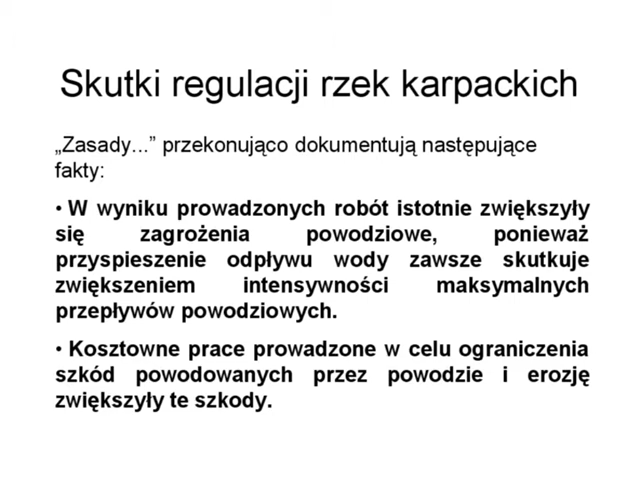 Skutki regulacji rzek karpackich
„Zasady...” przekonująco dokumentują następujące
fakty:
• W wyniku prowadzonych robót istotnie zwiększyły
się zagrożenia powodziowe, ponieważ
przyspieszenie odpływu wody zawsze skutkuje
zwiększeniem intensywności maksymalnych
przepływów powodziowych.
• Kosztowne prace prowadzone w celu ograniczenia
szkód powodowanych przez powodzie i erozję
zwiększyły te szkody.